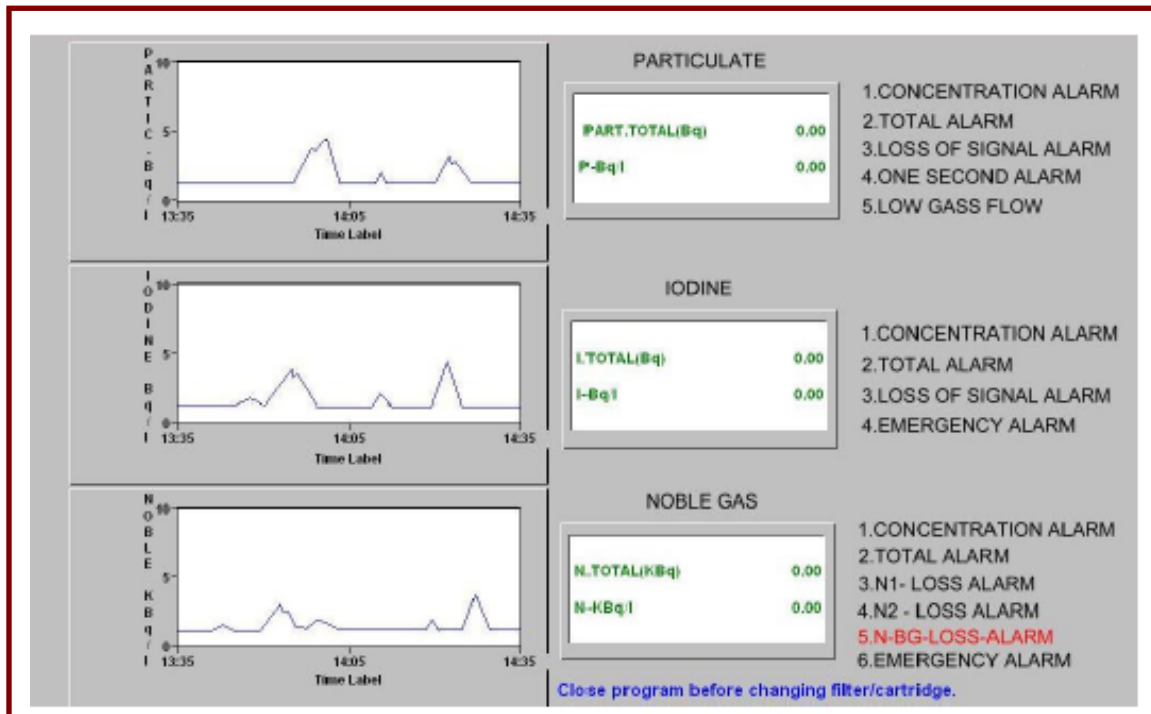 PARTIC-Bq/l
10
5
0
13:35 14:05 14:35
Time Label
PARTICULATE
PART.TOTAL(Bq) 0.00
P-Bq/l 0.00
1.CONCENTRATION ALARM
2.TOTAL ALARM
3.LOSS OF SIGNAL ALARM
4.ONE SECOND ALARM
5.LOW GASS FLOW
IODINE Bq/l
10
5
0
13:35 14:05 14:35
Time Label
IODINE
I.TOTAL(Bq) 0.00
I-Bq/l 0.00
1.CONCENTRATION ALARM
2.TOTAL ALARM
3.LOSS OF SIGNAL ALARM
4.EMERGENCY ALARM
NOBLE KBq/l
10
5
0
13:35 14:05 14:35
Time Label
NOBLE GAS
N.TOTAL(KBq) 0.00
N-KBq/l 0.00
1.CONCENTRATION ALARM
2.TOTAL ALARM
3.N1- LOSS ALARM
4.N2 - LOSS ALARM
5.N-BG-LOSS-ALARM
6.EMERGENCY ALARM
Close program before changing filter/cartridge.